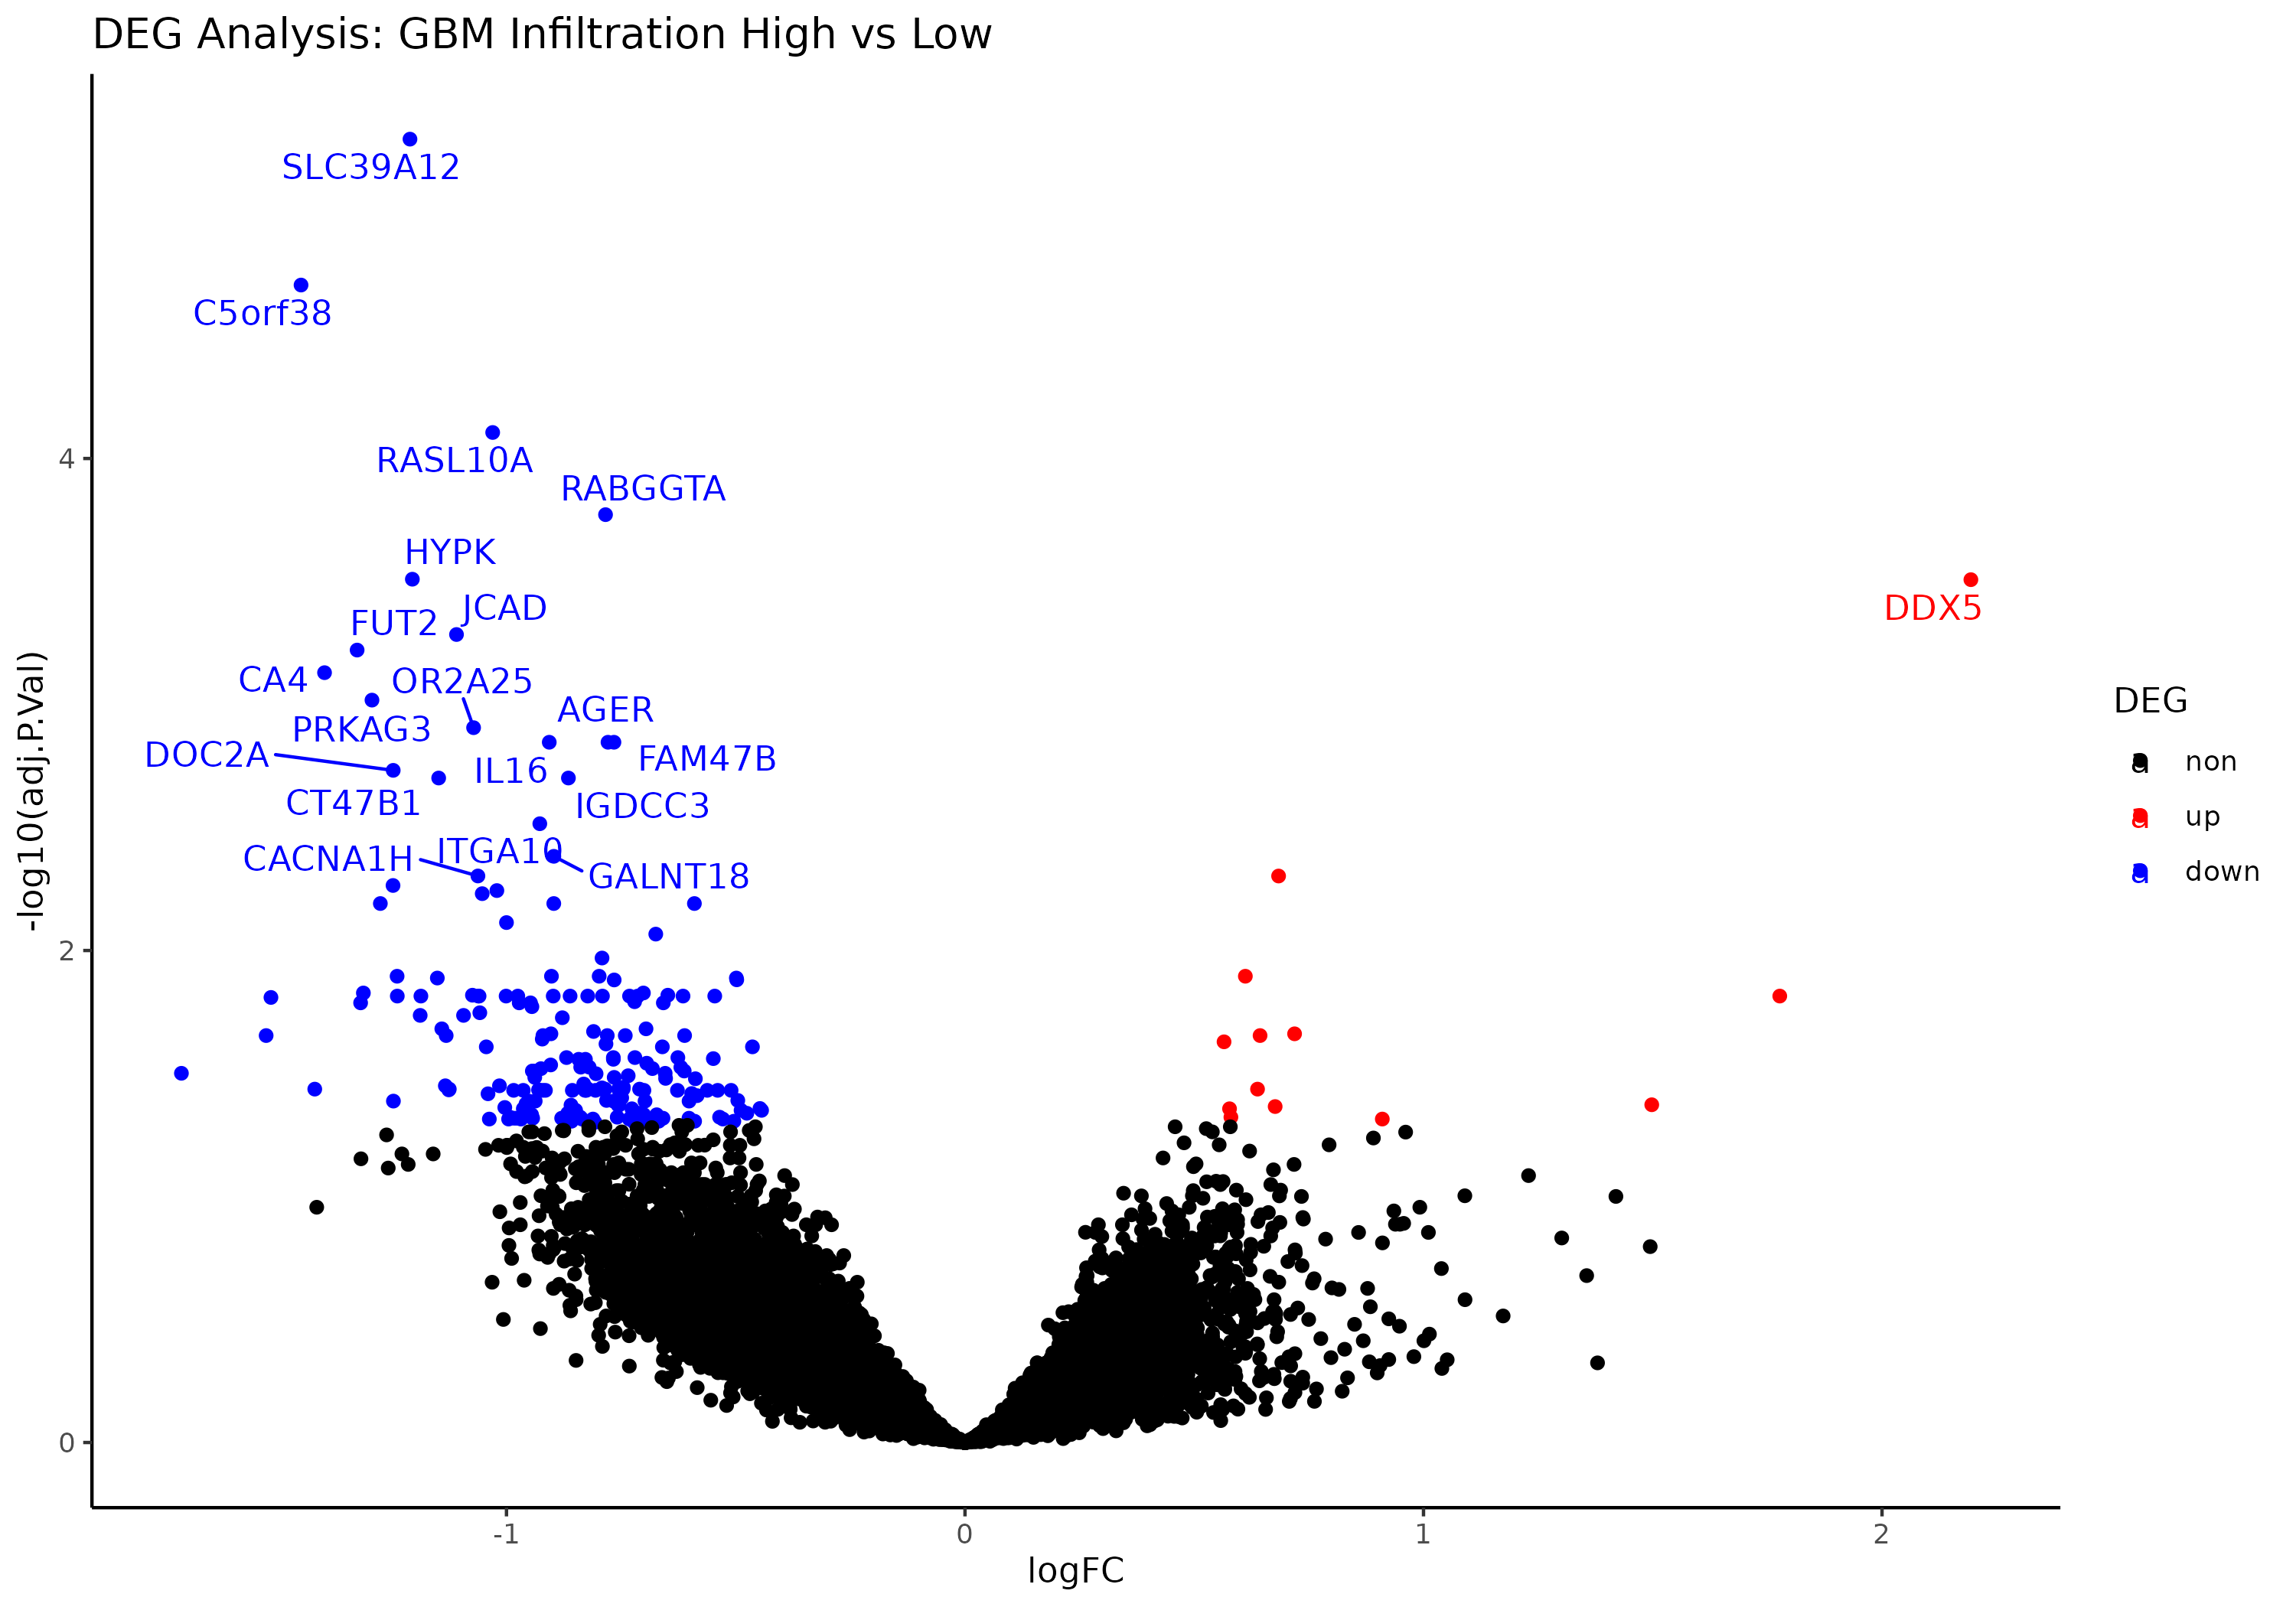 DEG Analysis: GBM Infiltration High vs Low
SLC39A12
C5orf38
RASL10A
RABGGTA
HYPK
JCAD
FUT2
DDX5
CA4
OR2A25
AGER
PRKAG3
DOC2A
IL16
FAM47B
CT47B1
IGDCC3
CACNA1H
ITGA10
GALNT18
-log10(adj.P.Val)
4
2
0
-1
0
1
2
logFC
DEG
a non
a up
a down